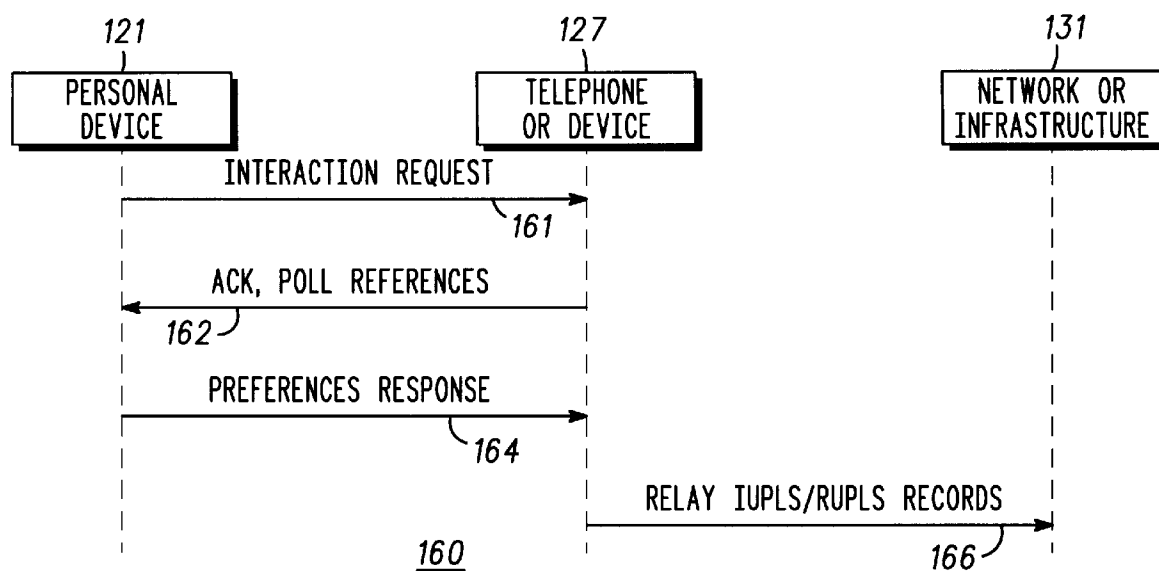 121
127
131
PERSONAL
DEVICE
TELEPHONE
OR DEVICE
NETWORK OR
INFRASTRUCTURE
INTERACTION REQUEST
161
ACK, POLL REFERENCES
162
PREFERENCES RESPONSE
164
RELAY IUPLS/RUPLS RECORDS
166
160